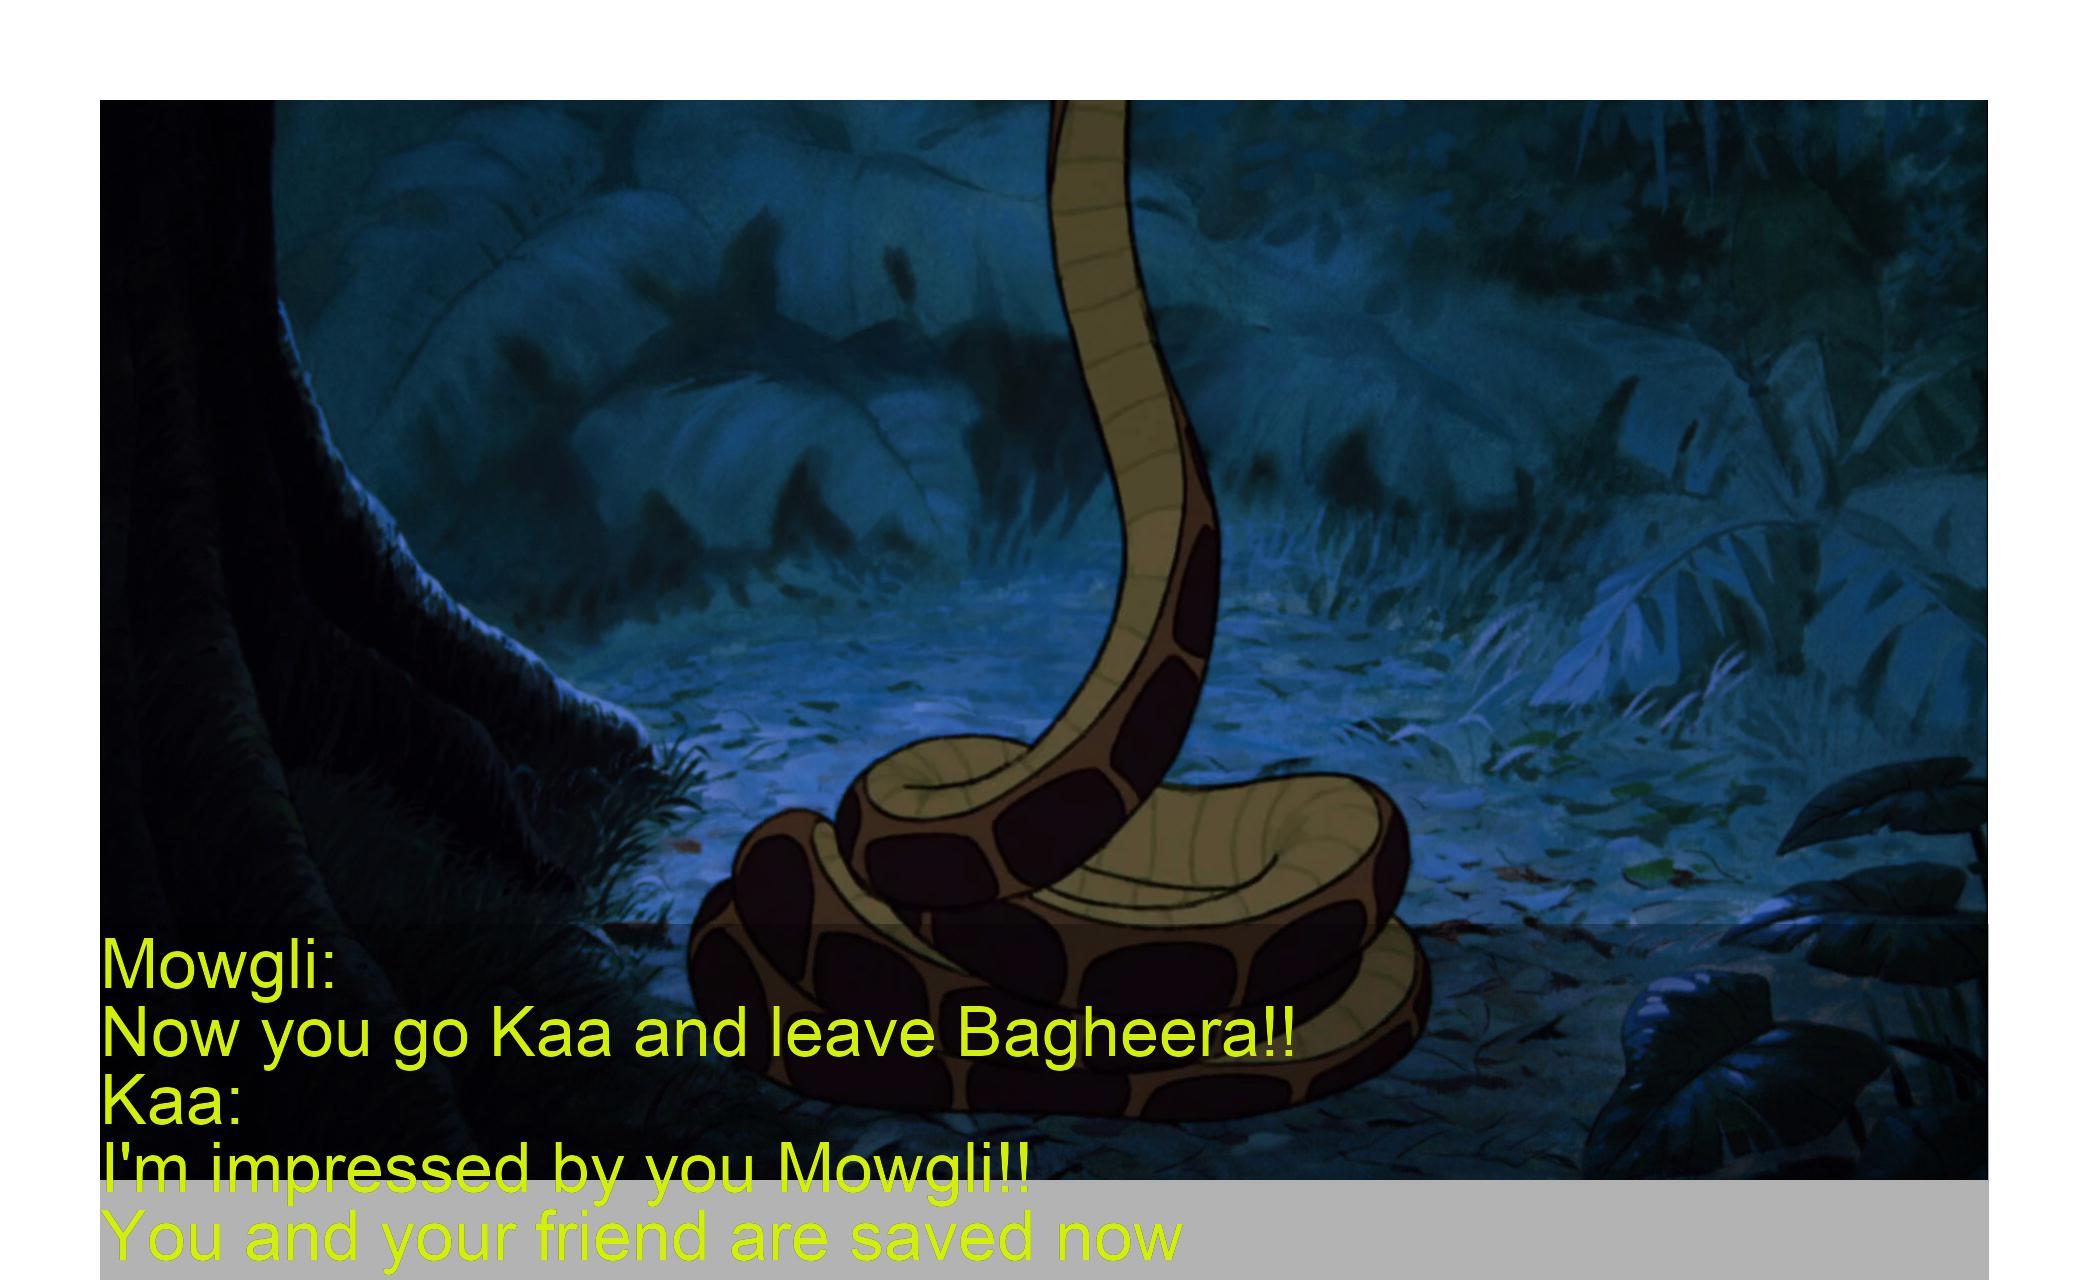 Mowgli:
Now you go Kaa and leave Bagheera!!
Kaa:
I'm impressed by you Mowgli!!
You and your friend are saved now